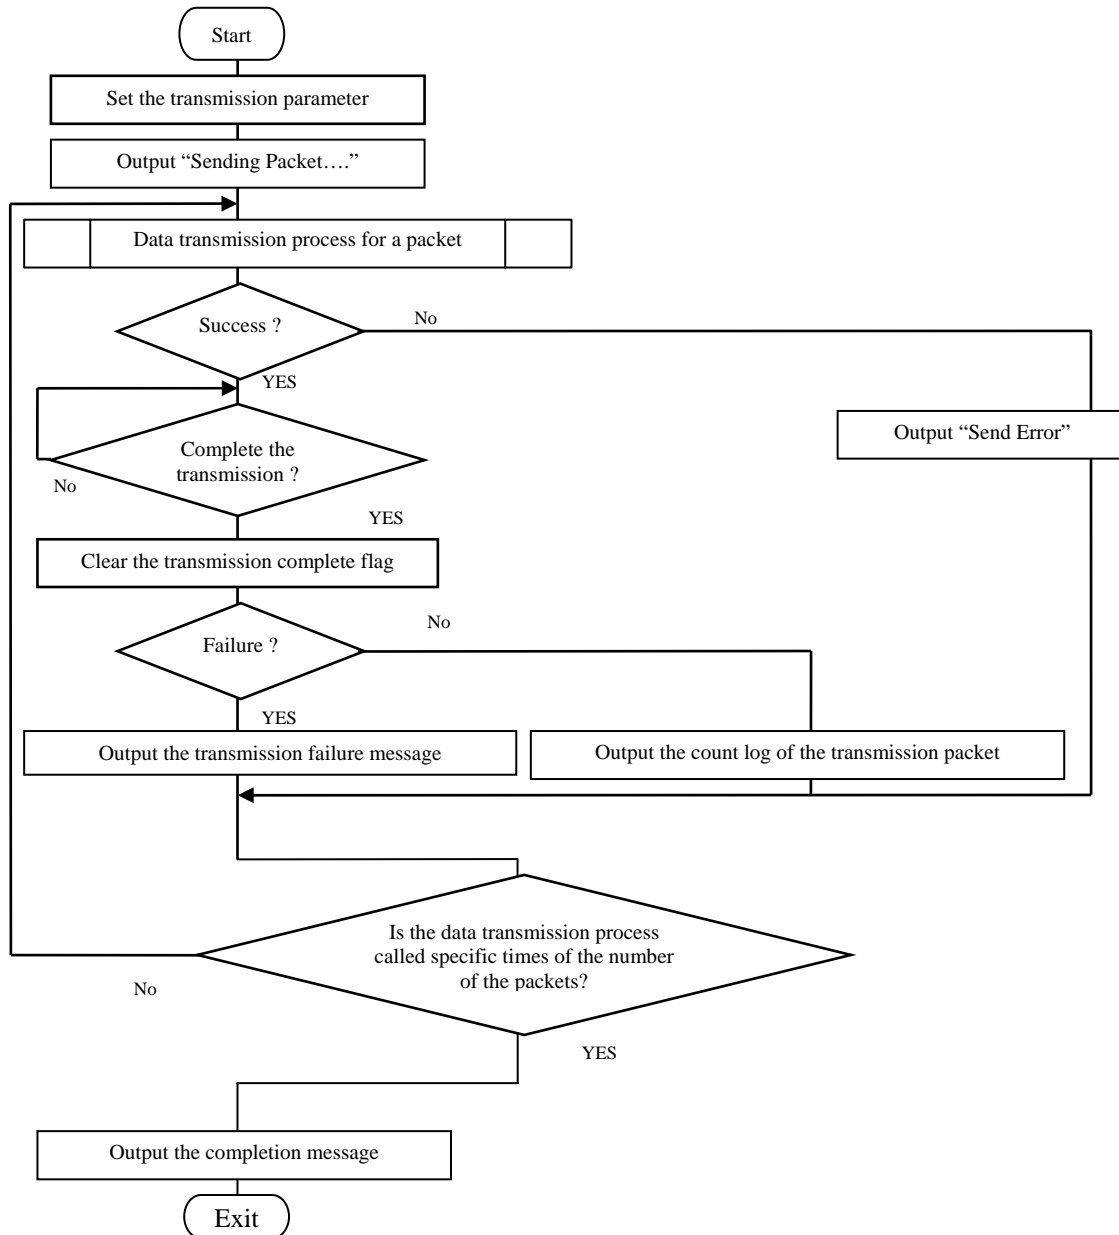 Start
Set the transmission parameter
Output “Sending Packet….”
Data transmission process for a packet
Success ?
No
YES
Complete the
transmission ?
No
YES
Output “Send Error”
Clear the transmission complete flag
Failure ?
No
YES
Output the transmission failure message
Output the count log of the transmission packet
Is the data transmission process
called specific times of the number
of the packets?
No
YES
Output the completion message
Exit